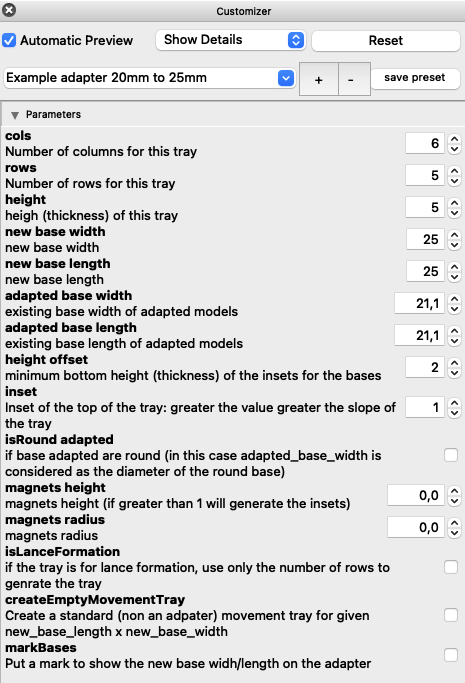 Customizer
Automatic Preview
Show Details
Reset
Example adapter 20mm to 25mm
+
-
save preset
Parameters
cols
Number of columns for this tray
6
rows
Number of rows for this tray
5
height
heigh (thickness) of this tray
5
new base width
new base width
25
new base length
new base length
25
adapted base width
existing base width of adapted models
21,1
adapted base length
existing base length of adapted models
21,1
height offset
minimum bottom height (thickness) of the insets for the bases
2
inset
Inset of the top of the tray: greater the value greater the slope of
the tray
1
isRound adapted
if base adapted are round (in this case adapted_base_width is
considered as the diameter of the round base)
magnets height
magnets height (if greater than 1 will generate the insets)
0,0
magnets radius
magnets radius
0,0
isLanceFormation
if the tray is for lance formation, use only the number of rows to
genrate the tray
createEmptyMovementTray
Create a standard (non an adpater) movement tray for given
new_base_length x new_base_width
markBases
Put a mark to show the new base widh/length on the adapter